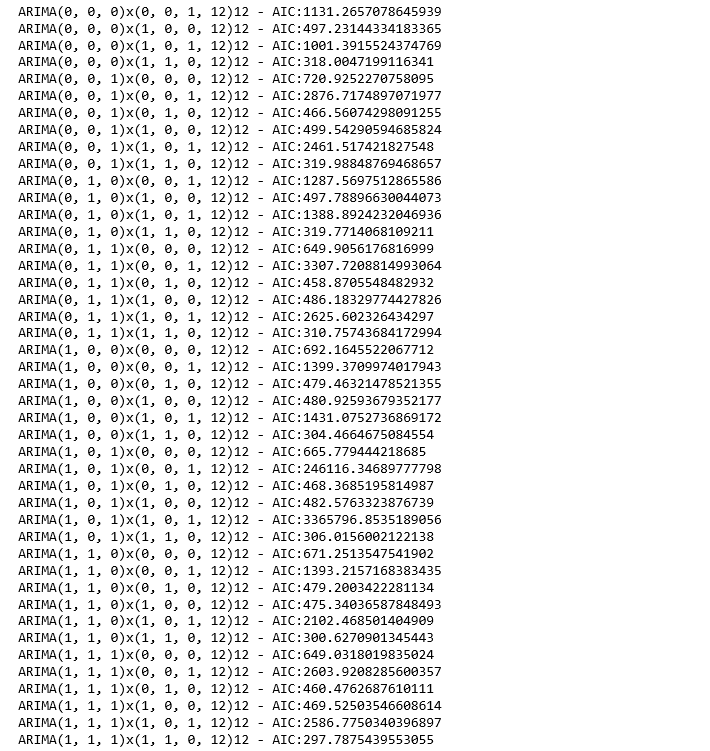 ARIMA(0, 0, 0)x(0, 0, 1, 12)12 - AIC:1131.2657078645939
ARIMA(0, 0, 0)x(1, 0, 0, 12)12 - AIC:497.23144334183365
ARIMA(0, 0, 0)x(1, 0, 1, 12)12 - AIC:1001.3915524374769
ARIMA(0, 0, 0)x(1, 1, 0, 12)12 - AIC:318.0047199116341
ARIMA(0, 0, 1)x(0, 0, 0, 12)12 - AIC:720.9252270758095
ARIMA(0, 0, 1)x(0, 0, 1, 12)12 - AIC:2876.7174897071977
ARIMA(0, 0, 1)x(0, 1, 0, 12)12 - AIC:466.56074298091255
ARIMA(0, 0, 1)x(1, 0, 0, 12)12 - AIC:499.54290594685824
ARIMA(0, 0, 1)x(1, 0, 1, 12)12 - AIC:2461.517421827548
ARIMA(0, 0, 1)x(1, 1, 0, 12)12 - AIC:319.98848769468657
ARIMA(0, 1, 0)x(0, 0, 1, 12)12 - AIC:1287.5697512865586
ARIMA(0, 1, 0)x(1, 0, 0, 12)12 - AIC:497.78896630044073
ARIMA(0, 1, 0)x(1, 0, 1, 12)12 - AIC:1388.8924232046936
ARIMA(0, 1, 0)x(1, 1, 0, 12)12 - AIC:319.7714068109211
ARIMA(0, 1, 1)x(0, 0, 0, 12)12 - AIC:649.9056176816999
ARIMA(0, 1, 1)x(0, 0, 1, 12)12 - AIC:3307.7208814993064
ARIMA(0, 1, 1)x(0, 1, 0, 12)12 - AIC:458.8705548482932
ARIMA(0, 1, 1)x(1, 0, 0, 12)12 - AIC:486.18329774427826
ARIMA(0, 1, 1)x(1, 0, 1, 12)12 - AIC:2625.602326434297
ARIMA(0, 1, 1)x(1, 1, 0, 12)12 - AIC:310.75743684172994
ARIMA(1, 0, 0)x(0, 0, 0, 12)12 - AIC:692.1645522067712
ARIMA(1, 0, 0)x(0, 0, 1, 12)12 - AIC:1399.3709974017943
ARIMA(1, 0, 0)x(0, 1, 0, 12)12 - AIC:479.46321478521355
ARIMA(1, 0, 0)x(1, 0, 0, 12)12 - AIC:480.92593679352177
ARIMA(1, 0, 0)x(1, 0, 1, 12)12 - AIC:1431.0752736869172
ARIMA(1, 0, 0)x(1, 1, 0, 12)12 - AIC:304.4664675084554
ARIMA(1, 0, 1)x(0, 0, 0, 12)12 - AIC:665.779444218685
ARIMA(1, 0, 1)x(0, 0, 1, 12)12 - AIC:246116.34689777798
ARIMA(1, 0, 1)x(0, 1, 0, 12)12 - AIC:468.3685195814987
ARIMA(1, 0, 1)x(1, 0, 0, 12)12 - AIC:482.5763323876739
ARIMA(1, 0, 1)x(1, 0, 1, 12)12 - AIC:3365796.8535189056
ARIMA(1, 0, 1)x(1, 1, 0, 12)12 - AIC:306.0156002122138
ARIMA(1, 1, 0)x(0, 0, 0, 12)12 - AIC:671.2513547541902
ARIMA(1, 1, 0)x(0, 0, 1, 12)12 - AIC:1393.2157168383435
ARIMA(1, 1, 0)x(0, 1, 0, 12)12 - AIC:479.2003422281134
ARIMA(1, 1, 0)x(1, 0, 0, 12)12 - AIC:475.34036587848493
ARIMA(1, 1, 0)x(1, 0, 1, 12)12 - AIC:2102.468501404909
ARIMA(1, 1, 0)x(1, 1, 0, 12)12 - AIC:300.6270901345443
ARIMA(1, 1, 1)x(0, 0, 0, 12)12 - AIC:649.0318019835024
ARIMA(1, 1, 1)x(0, 0, 1, 12)12 - AIC:2603.9208285600357
ARIMA(1, 1, 1)x(0, 1, 0, 12)12 - AIC:460.4762687610111
ARIMA(1, 1, 1)x(1, 0, 0, 12)12 - AIC:469.52503546608614
ARIMA(1, 1, 1)x(1, 0, 1, 12)12 - AIC:2586.7750340396897
ARIMA(1, 1, 1)x(1, 1, 0, 12)12 - AIC:297.7875439553055